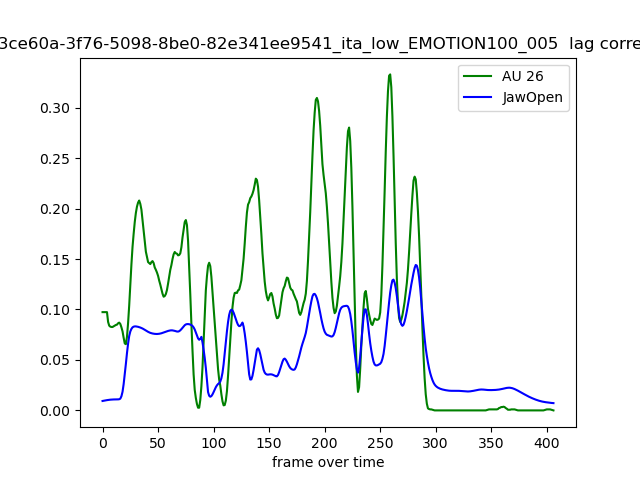 3ce60a-3f76-5098-8be0-82e341ee9541_ita_low_EMOTION100_005 lag corre
AU 26
JawOpen
0.30
0.25
0.20
0.15
0.10
0.05
0.00
0 50 100 150 200 250 300 350 400
frame over time